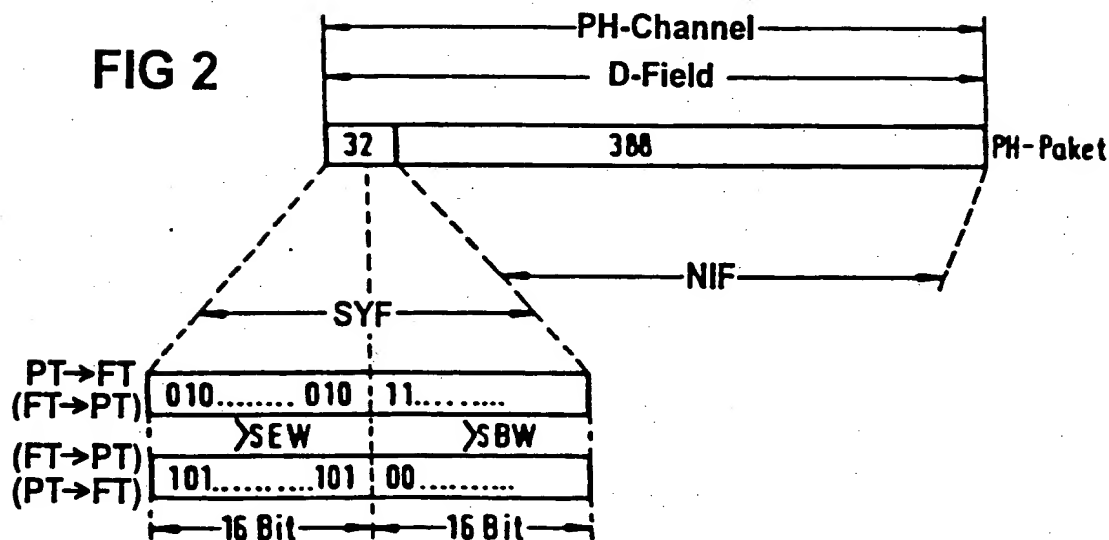 FIG 2
PH-Channel
D-Field
32 388 PH-Paket
NIF
SYF
PT→FT
(FT→PT)
010........ 010 11.........
>SEW >SBW
(FT→PT)
(PT→FT)
101..........101 00..........
16 Bit 16 Bit